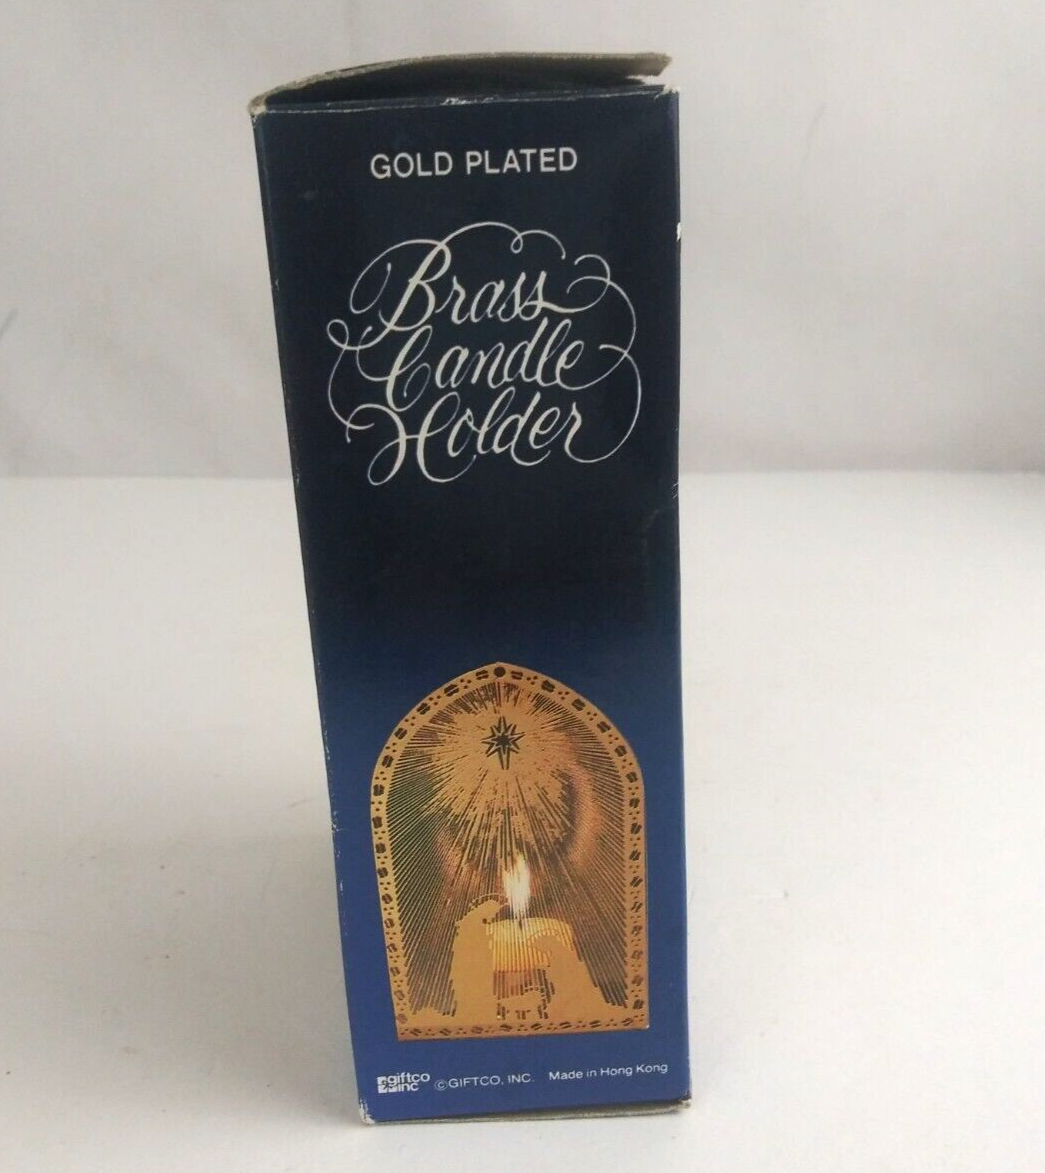 GOLD PLATED
Brass
Candle
Holder
giftco
inc
©GIFTCO, INC. Made in Hong Kong